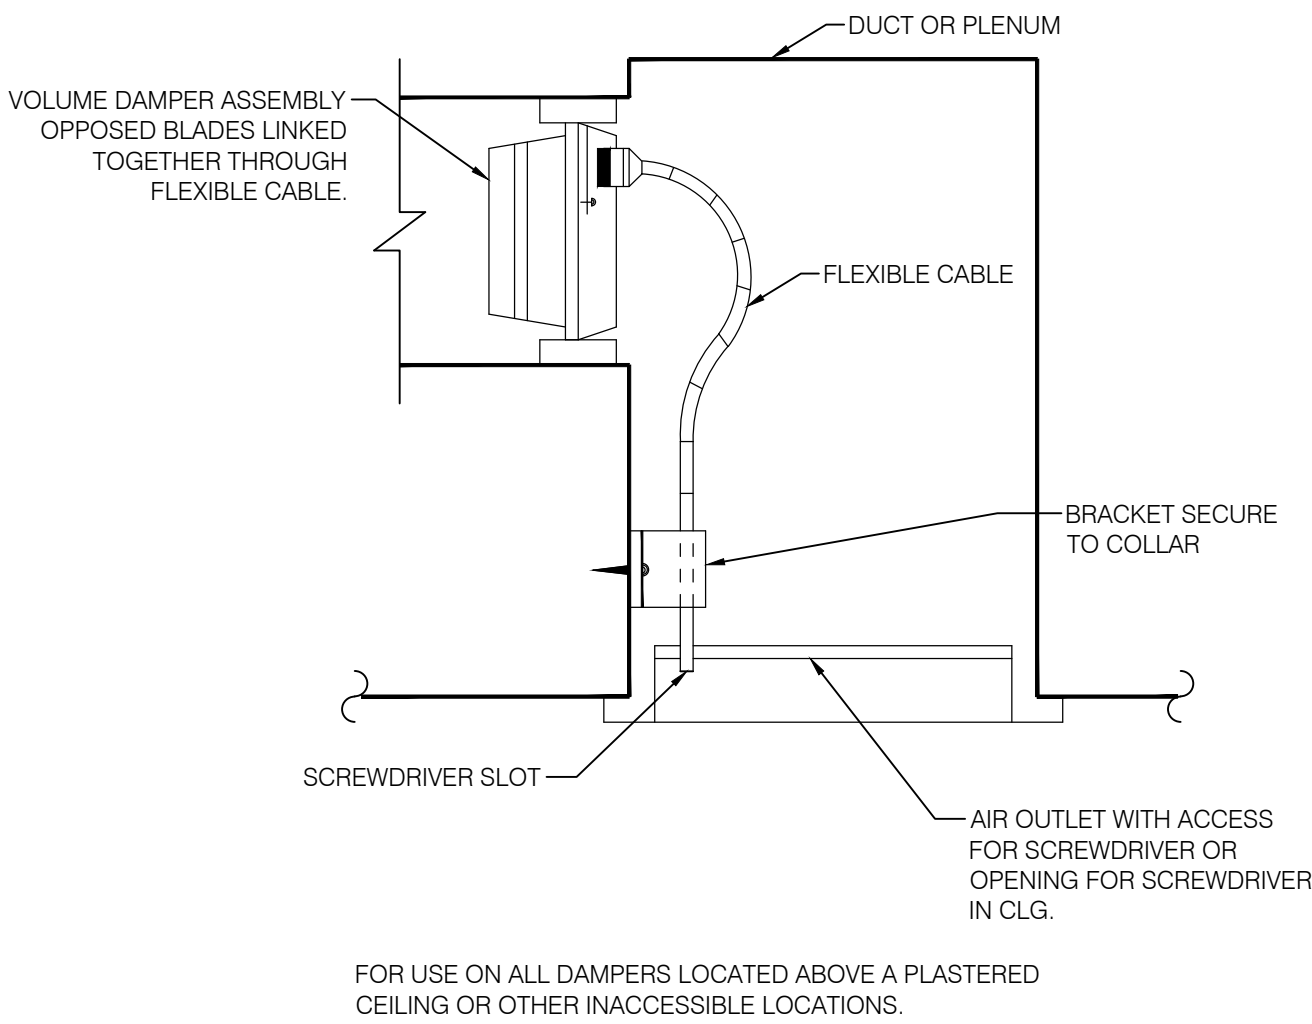 DUCT OR PLENUM
VOLUME DAMPER ASSEMBLY
OPPOSED BLADES LINKED
TOGETHER THROUGH
FLEXIBLE CABLE.
FLEXIBLE CABLE
BRACKET SECURE
TO COLLAR
SCREWDRIVER SLOT
AIR OUTLET WITH ACCESS
FOR SCREWDRIVER OR
OPENING FOR SCREWDRIVER
IN CLG.
FOR USE ON ALL DAMPERS LOCATED ABOVE A PLASTERED
CEILING OR OTHER INACCESSIBLE LOCATIONS.